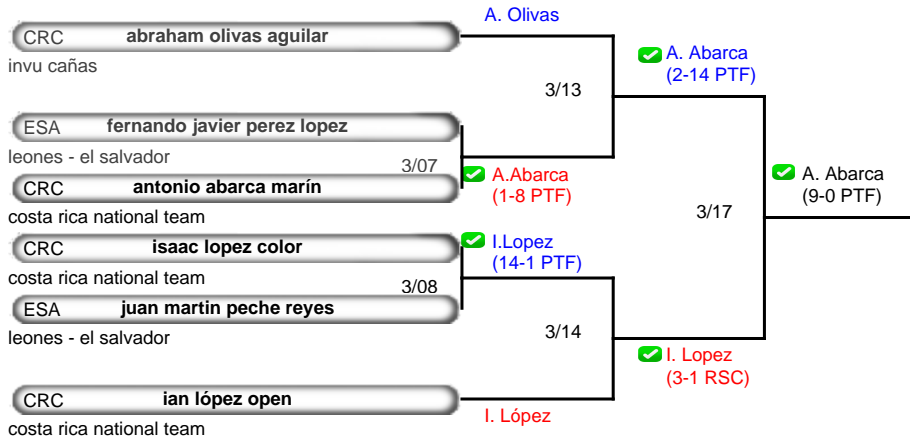 A. Olivas
CRC abraham olivas aguilar
invu cañas
A. Abarca
(2-14 PTF)
3/13
ESA fernando javier perez lopez
leones - el salvador
3/07
A.Abarca
(1-8 PTF)
CRC antonio abarca marín
costa rica national team
A. Abarca
(9-0 PTF)
3/17
CRC isaac lopez color
costa rica national team
I.Lopez
(14-1 PTF)
3/08
ESA juan martin peche reyes
leones - el salvador
3/14
I. Lopez
(3-1 RSC)
CRC ian lópez open
costa rica national team
I. López